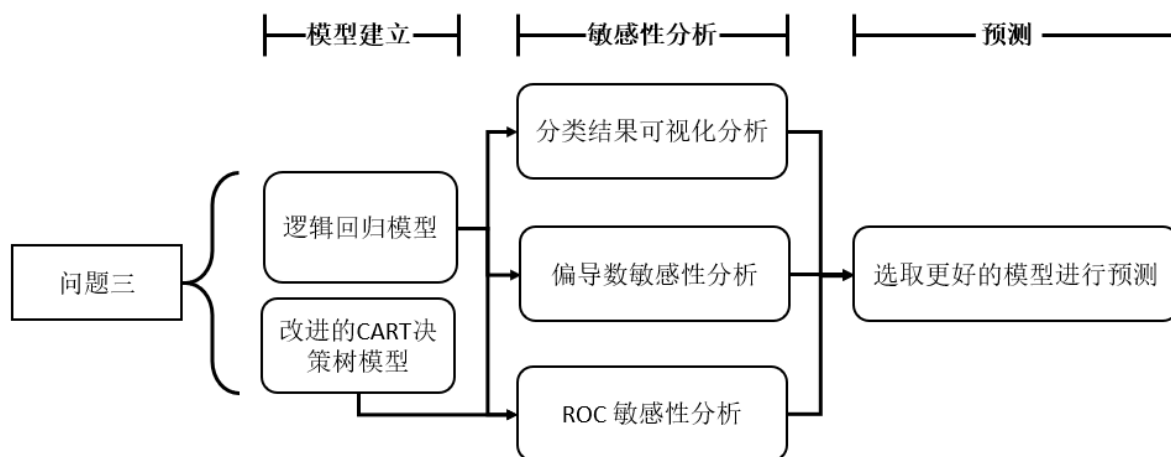 模型建立
敏感性分析
预测
分类结果可视化分析
逻辑回归模型
问题三
偏导数敏感性分析
选取更好的模型进行预测
改进的CART决
策树模型
ROC 敏感性分析